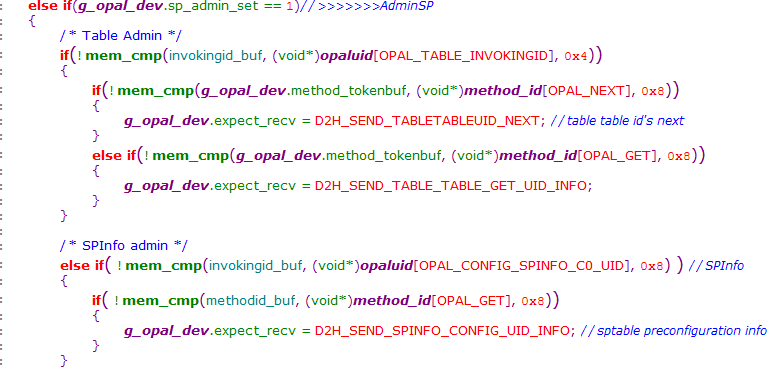 else if(g_opal_dev.sp_admin_set == 1)//>>>>>>>AdminSP
{
/* Table Admin */
if(!mem_cmp(invokingid_buf, (void*)opaluid[OPAL_TABLE_INVOKINGID], 0x4))
{
if(!mem_cmp(g_opal_dev.method_tokenbuf, (void*)method_id[OPAL_NEXT], 0x8))
{
g_opal_dev.expect_recv = D2H_SEND_TABLETABLEUID_NEXT; //table table id's next
}
else if(!mem_cmp(g_opal_dev.method_tokenbuf, (void*)method_id[OPAL_GET], 0x8))
{
g_opal_dev.expect_recv = D2H_SEND_TABLE_TABLE_GET_UID_INFO;
}
}
/* SPInfo admin */
else if( !mem_cmp(invokingid_buf, (void*)opaluid[OPAL_CONFIG_SPINFO_C0_UID], 0x8) ) //SPInfo
{
if( !mem_cmp(methodid_buf, (void*)method_id[OPAL_GET], 0x8))
{
g_opal_dev.expect_recv = D2H_SEND_SPINFO_CONFIG_UID_INFO; //sptable preconfiguration info
}
}